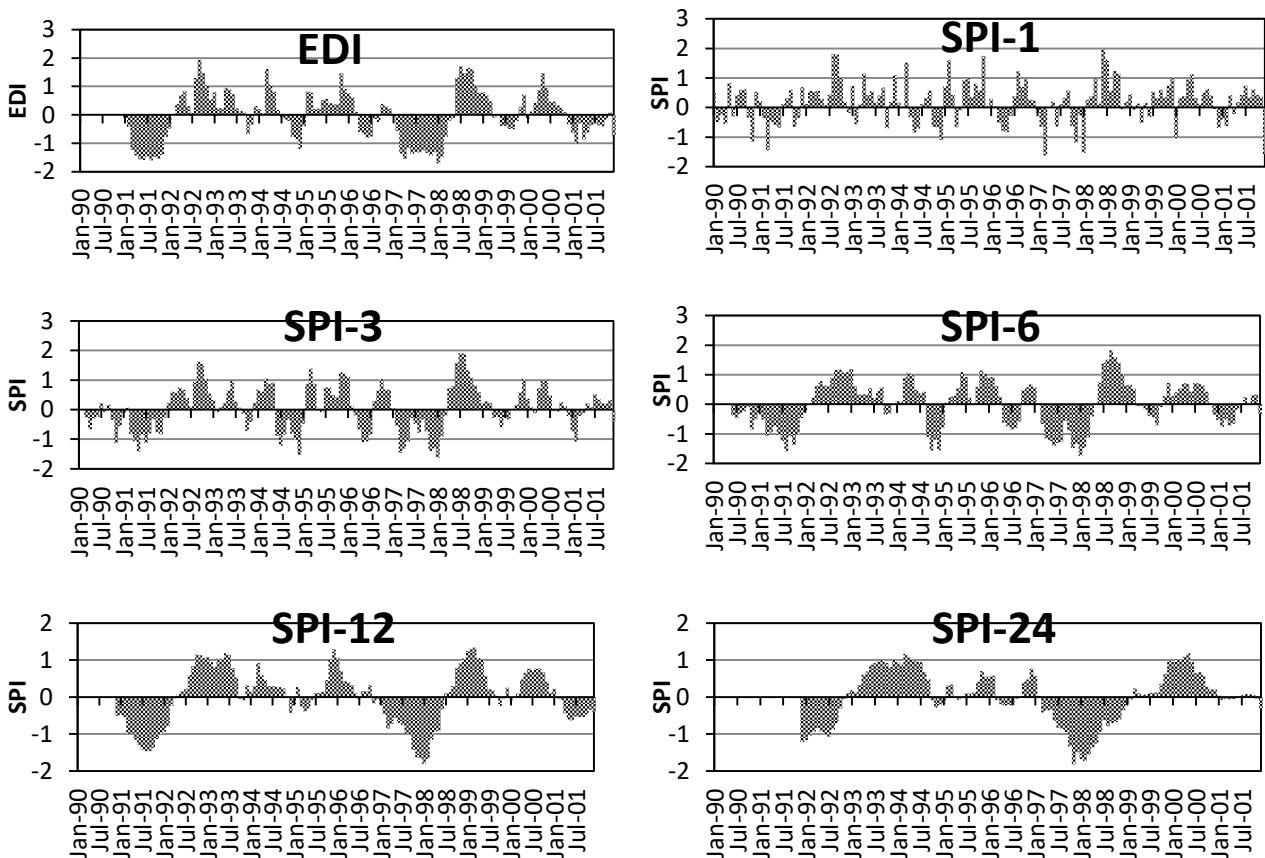 EDI
EDI
3
2
1
0
-1
-2
Jan-90
Jul-90
Jan-91
Jul-91
Jan-92
Jul-92
Jan-93
Jul-93
Jan-94
Jul-94
Jan-95
Jul-95
Jan-96
Jul-96
Jan-97
Jul-97
Jan-98
Jul-98
Jan-99
Jul-99
Jan-00
Jul-00
Jan-01
Jul-01
SPI-1
SPI
3
2
1
0
-1
-2
Jan-90
Jul-90
Jan-91
Jul-91
Jan-92
Jul-92
Jan-93
Jul-93
Jan-94
Jul-94
Jan-95
Jul-95
Jan-96
Jul-96
Jan-97
Jul-97
Jan-98
Jul-98
Jan-99
Jul-99
Jan-00
Jul-00
Jan-01
Jul-01
SPI-3
SPI
3
2
1
0
-1
-2
Jan-90
Jul-90
Jan-91
Jul-91
Jan-92
Jul-92
Jan-93
Jul-93
Jan-94
Jul-94
Jan-95
Jul-95
Jan-96
Jul-96
Jan-97
Jul-97
Jan-98
Jul-98
Jan-99
Jul-99
Jan-00
Jul-00
Jan-01
Jul-01
SPI-6
SPI
3
2
1
0
-1
-2
Jan-90
Jul-90
Jan-91
Jul-91
Jan-92
Jul-92
Jan-93
Jul-93
Jan-94
Jul-94
Jan-95
Jul-95
Jan-96
Jul-96
Jan-97
Jul-97
Jan-98
Jul-98
Jan-99
Jul-99
Jan-00
Jul-00
Jan-01
Jul-01
SPI-12
SPI
2
1
0
-1
-2
Jan-90
Jul-90
Jan-91
Jul-91
Jan-92
Jul-92
Jan-93
Jul-93
Jan-94
Jul-94
Jan-95
Jul-95
Jan-96
Jul-96
Jan-97
Jul-97
Jan-98
Jul-98
Jan-99
Jul-99
Jan-00
Jul-00
Jan-01
Jul-01
SPI-24
SPI
2
1
0
-1
-2
Jan-90
Jul-90
Jan-91
Jul-91
Jan-92
Jul-92
Jan-93
Jul-93
Jan-94
Jul-94
Jan-95
Jul-95
Jan-96
Jul-96
Jan-97
Jul-97
Jan-98
Jul-98
Jan-99
Jul-99
Jan-00
Jul-00
Jan-01
Jul-01